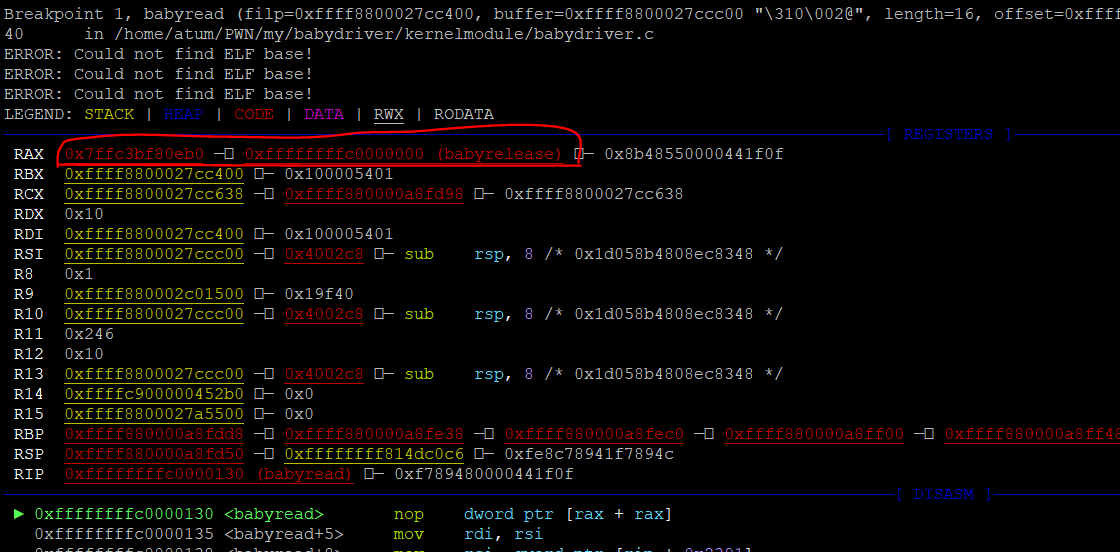 Breakpoint 1, babyread (filp=0xffff8800027cc400, buffer=0xffff8800027ccc00 "\310\002@", length=16, offset=0xffff
40      in /home/atum/PWN/my/babydriver/kernelmodule/babydriver.c
ERROR: Could not find ELF base!
ERROR: Could not find ELF base!
ERROR: Could not find ELF base!
LEGEND: STACK | HEAP | CODE | DATA | RWX | RODATA
[ REGISTERS ]
RAX  0x7ffc3bf80eb0 —□ 0xffffffffc0000000 (babyrelease) □— 0x8b48550000441f0f
RBX  0xffff8800027cc400 □— 0x100005401
RCX  0xffff8800027cc638 —□ 0xffff880000a8fd98 □— 0xffff8800027cc638
RDX  0x10
RDI  0xffff8800027cc400 □— 0x100005401
RSI  0xffff8800027ccc00 —□ 0x4002c8 □— sub    rsp, 8 /* 0x1d058b4808ec8348 */
R8   0x1
R9   0xffff880002c01500 □— 0x19f40
R10  0xffff8800027ccc00 —□ 0x4002c8 □— sub    rsp, 8 /* 0x1d058b4808ec8348 */
R11  0x246
R12  0x10
R13  0xffff8800027ccc00 —□ 0x4002c8 □— sub    rsp, 8 /* 0x1d058b4808ec8348 */
R14  0xffffc900000452b0 □— 0x0
R15  0xffff8800027a5500 □— 0x0
RBP  0xffff880000a8fdd8 —□ 0xffff880000a8fe38 —□ 0xffff880000a8fec0 —□ 0xffff880000a8ff00 —□ 0xffff880000a8ff48
RSP  0xffff880000a8fd50 —□ 0xffffffff814dc0c6 □— 0xfe8c78941f7894c
RIP  0xffffffffc0000130 (babyread) □— 0xf789480000441f0f
[ DISASM ]
► 0xffffffffc0000130 <babyread>       nop    dword ptr [rax + rax]
0xffffffffc0000135 <babyread+5>     mov    rdi, rsi